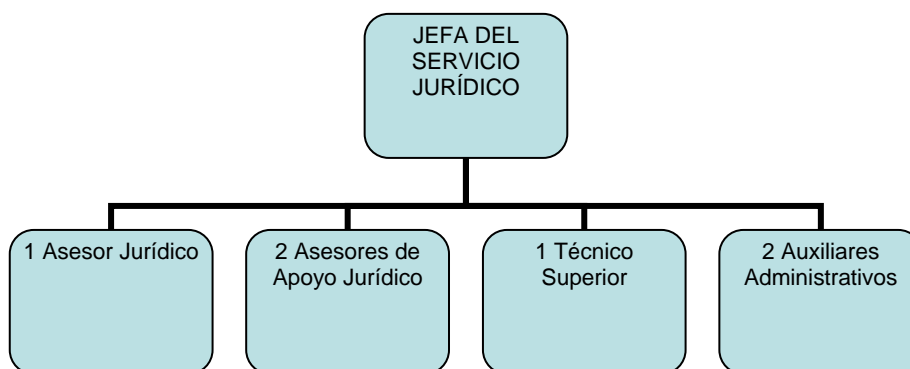 JEFA DEL
SERVICIO
JURÍDICO
1 Asesor Jurídico
2 Asesores de
Apoyo Jurídico
1 Técnico
Superior
2 Auxiliares
Administrativos